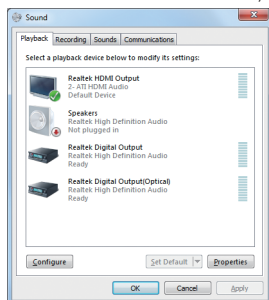 Sound
Playback Recording Sounds Communications
Select a playback device below to modify its settings:
Realtek HDMI Output
2- ATI HDMI Audio
Default Device
Speakers
Realtek High Definition Audio
Not plugged in
Realtek Digital Output
Realtek High Definition Audio
Ready
Realtek Digital Output(Optical)
Realtek High Definition Audio
Ready
Configure Set Default Properties
OK Cancel Apply